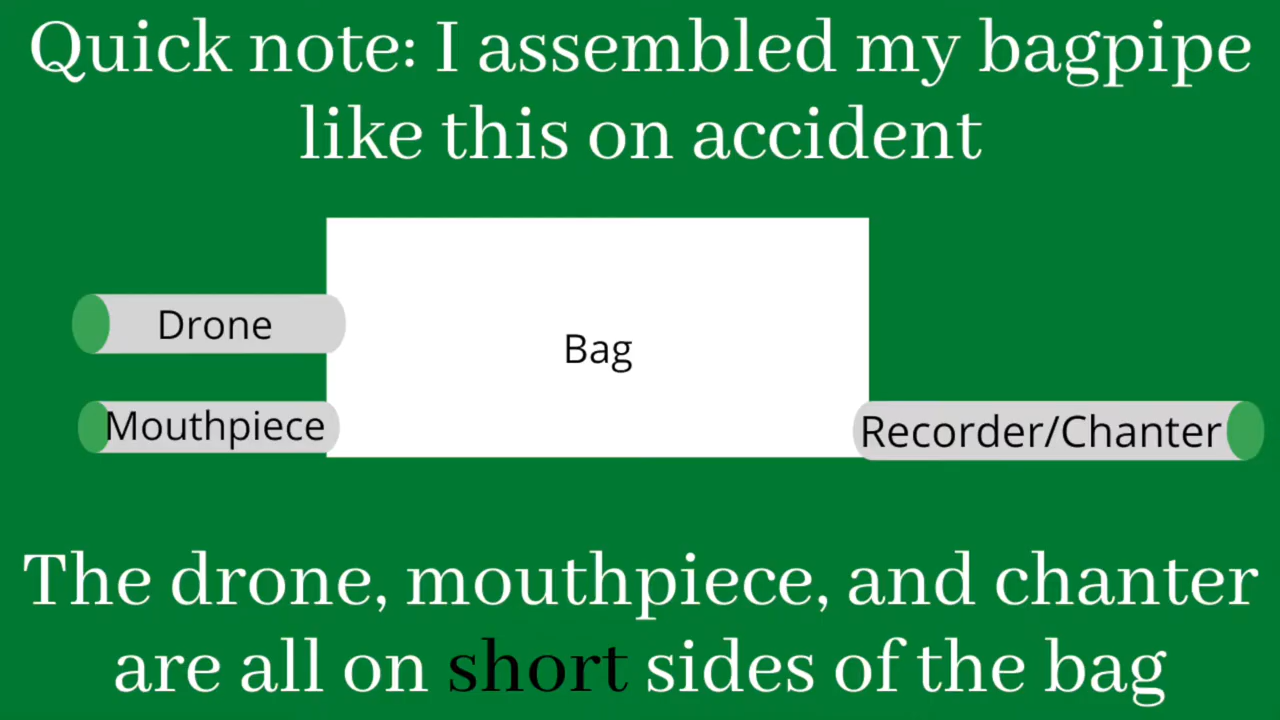 Quick note: I assembled my bagpipe
like this on accident
Drone
Bag
Mouthpiece
Recorder/Chanter
The drone, mouthpiece, and chanter
are all on short sides of the bag